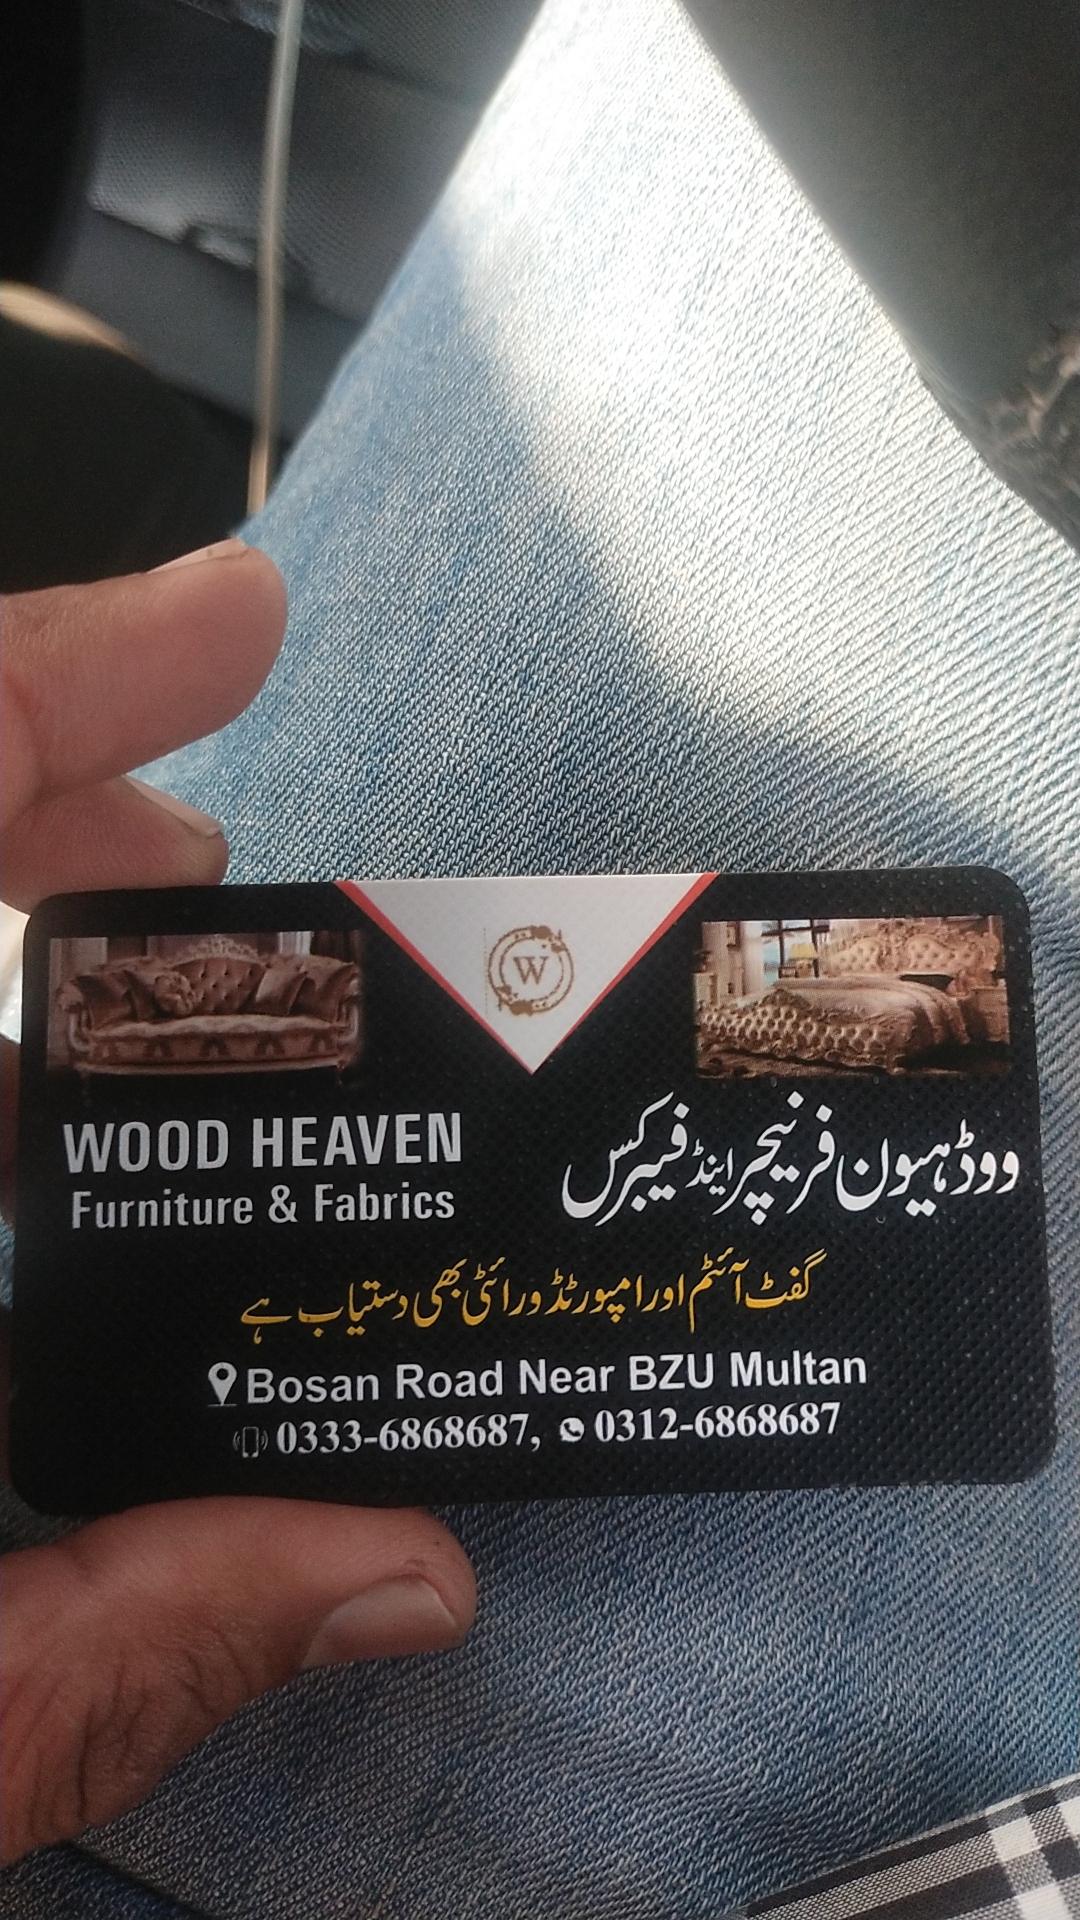 W
WOOD HEAVEN
Furniture & Fabrics
ووڈ ہیون فرنیچر اینڈ فیبرکس
گفٹ آئٹم اور امپورٹڈ ورائٹی بھی دستیاب ہے
Bosan Road Near BZU Multan
0333-6868687, 0312-6868687